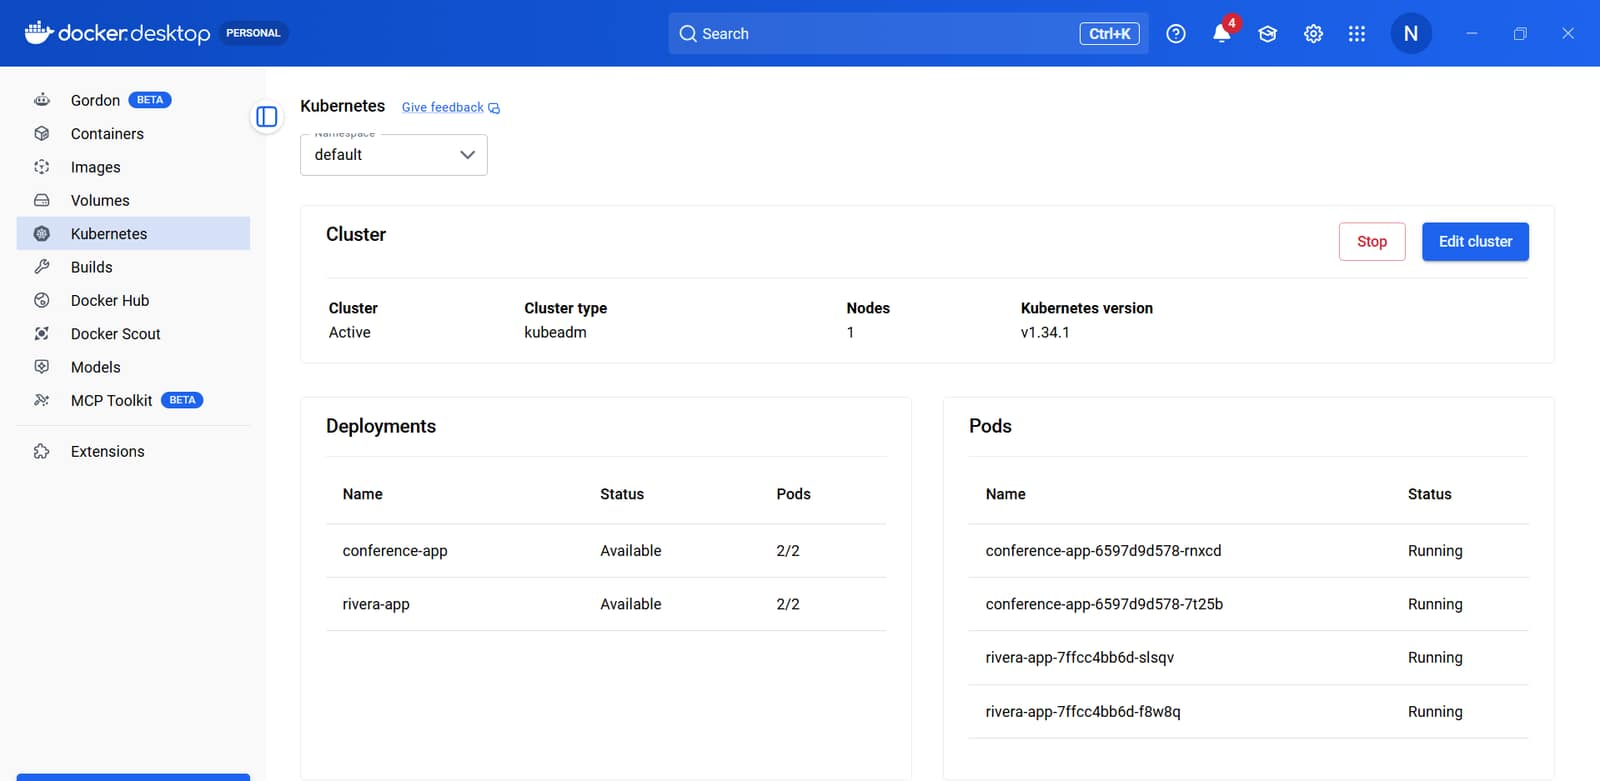 docker.desktop PERSONAL
Search Ctrl+K
4
N
Gordon BETA
Containers
Images
Volumes
Kubernetes
Builds
Docker Hub
Docker Scout
Models
MCP Toolkit BETA
Extensions
Kubernetes Give feedback
Namespace
default
Cluster
Stop Edit cluster
Cluster Cluster type Nodes Kubernetes version
Active kubeadm 1 v1.34.1
Deployments
Name Status Pods
conference-app Available 2/2
rivera-app Available 2/2
Pods
Name Status
conference-app-6597d9d578-rnxcd Running
conference-app-6597d9d578-7t25b Running
rivera-app-7ffcc4bb6d-slsqv Running
rivera-app-7ffcc4bb6d-f8w8q Running